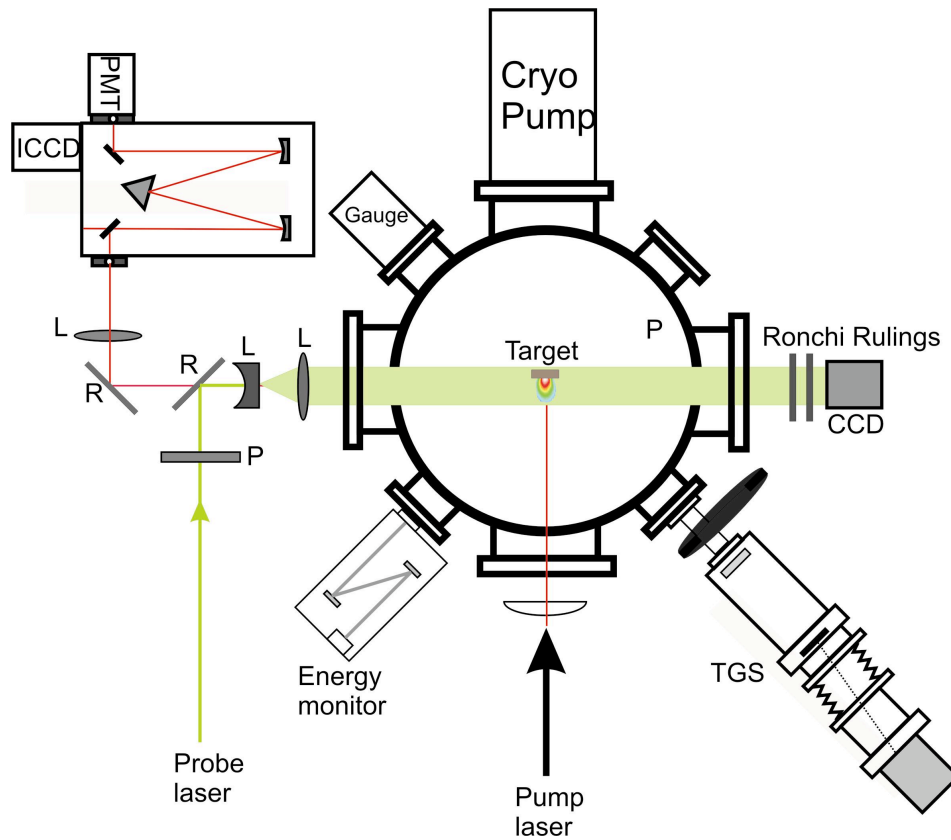 PMT
ICCD
Cryo
Pump
Gauge
P
L
R
R
L
L
Target
Ronchi Rulings
CCD
P
Energy
monitor
TGS
Probe
laser
Pump
laser